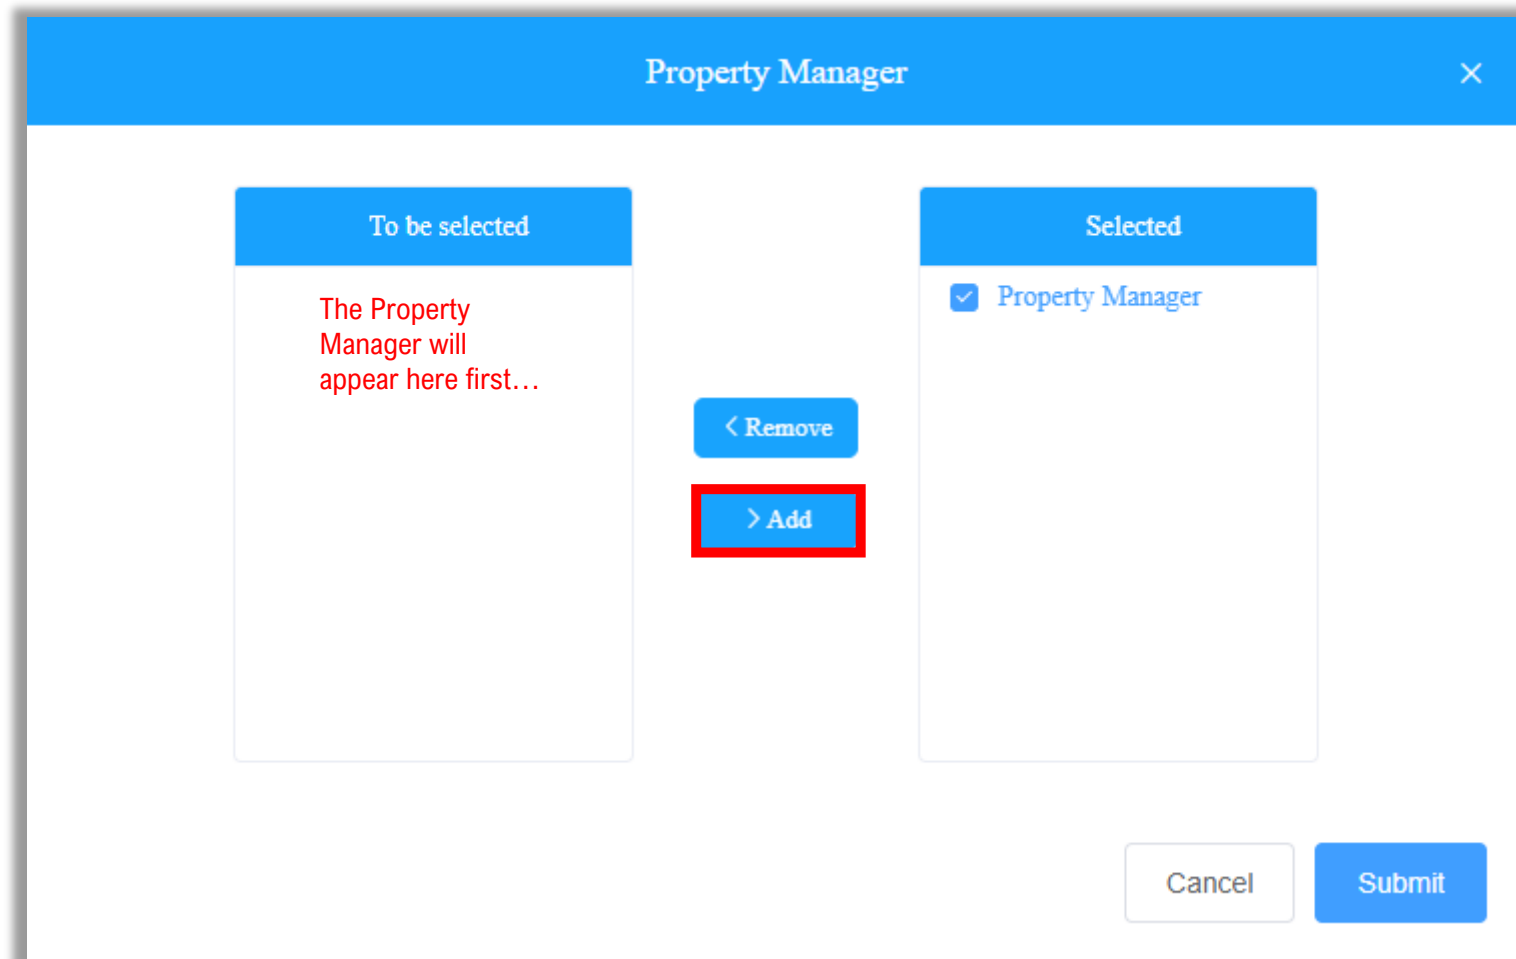 Property Manager
To be selected
The Property
Manager will
appear here first…
Remove
Add
Selected
Property Manager
Cancel
Submit